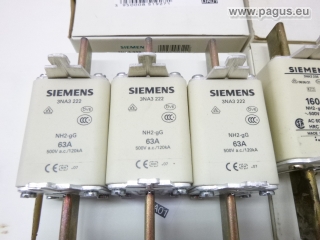 www.pagus.eu
SIEMENS
3NA3 222
NH2-gG
63A
500V a.c./120kA
SIEMENS
3NA3 222
NH2-gG
63A
500V a.c./120kA
SIEMENS
3NA3 222
NH2-gG
63A
500V a.c./120kA
SIEMENS
160